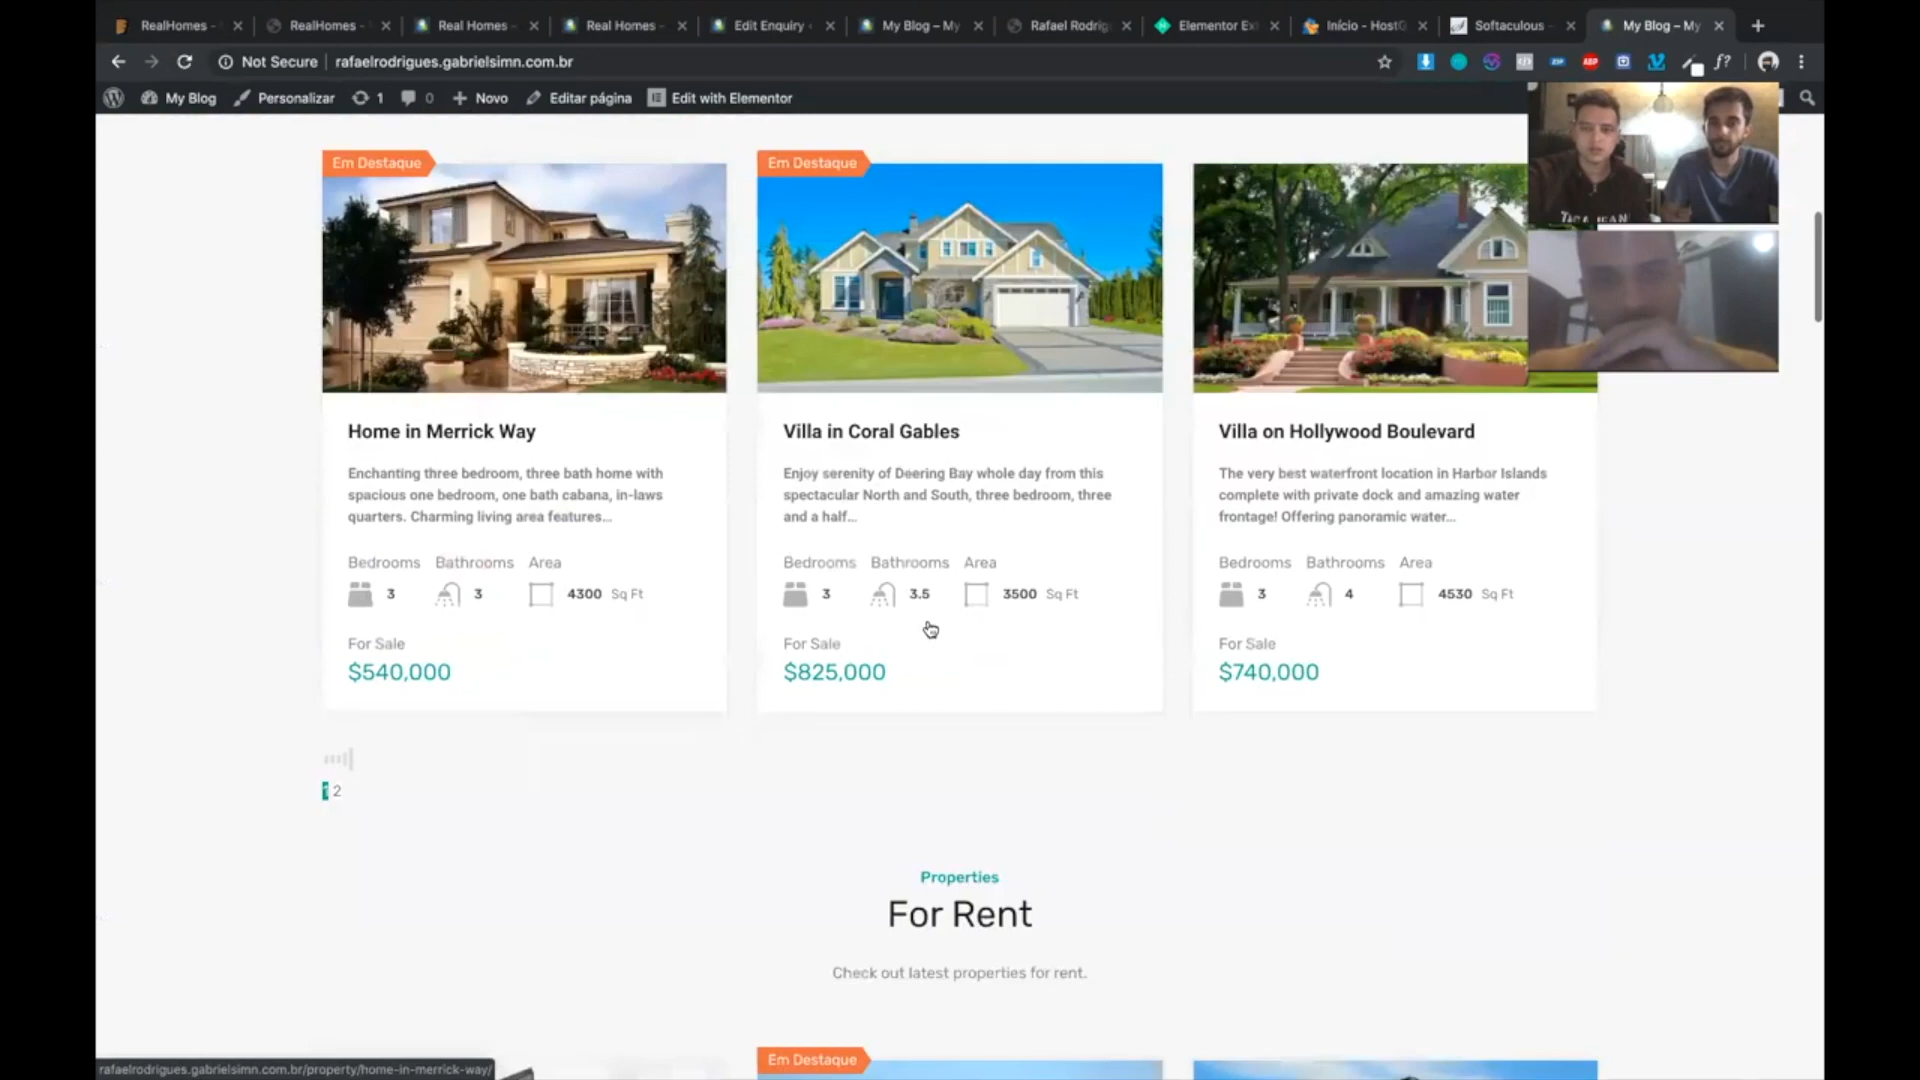 RealHomes -
RealHomes -
Real Homes -
Real Homes -
Edit Enquiry
My Blog – My
Rafael Rodrig
Elementor Ex
Início - HostG
Softaculous
My Blog – My
Not Secure
rafaelrodrigues.gabrielsimn.com.br
ABP
f?
My Blog
Personalizar
1
0
Novo
Editar página
Edit with Elementor
Em Destaque
Em Destaque
Home in Merrick Way
Enchanting three bedroom, three bath home with
spacious one bedroom, one bath cabana, in-laws
quarters. Charming living area features...
Bedrooms Bathrooms Area
3 3 4300 Sq Ft
For Sale
$540,000
Villa in Coral Gables
Enjoy serenity of Deering Bay whole day from this
spectacular North and South, three bedroom, three
and a half...
Bedrooms Bathrooms Area
3 3.5 3500 Sq Ft
For Sale
$825,000
Villa on Hollywood Boulevard
The very best waterfront location in Harbor Islands
complete with private dock and amazing water
frontage! Offering panoramic water...
Bedrooms Bathrooms Area
3 4 4530 Sq Ft
For Sale
$740,000
1 2
Properties
For Rent
Check out latest properties for rent.
Em Destaque
rafaelrodrigues.gabrielsimn.com.br/property/home-in-merrick-way/